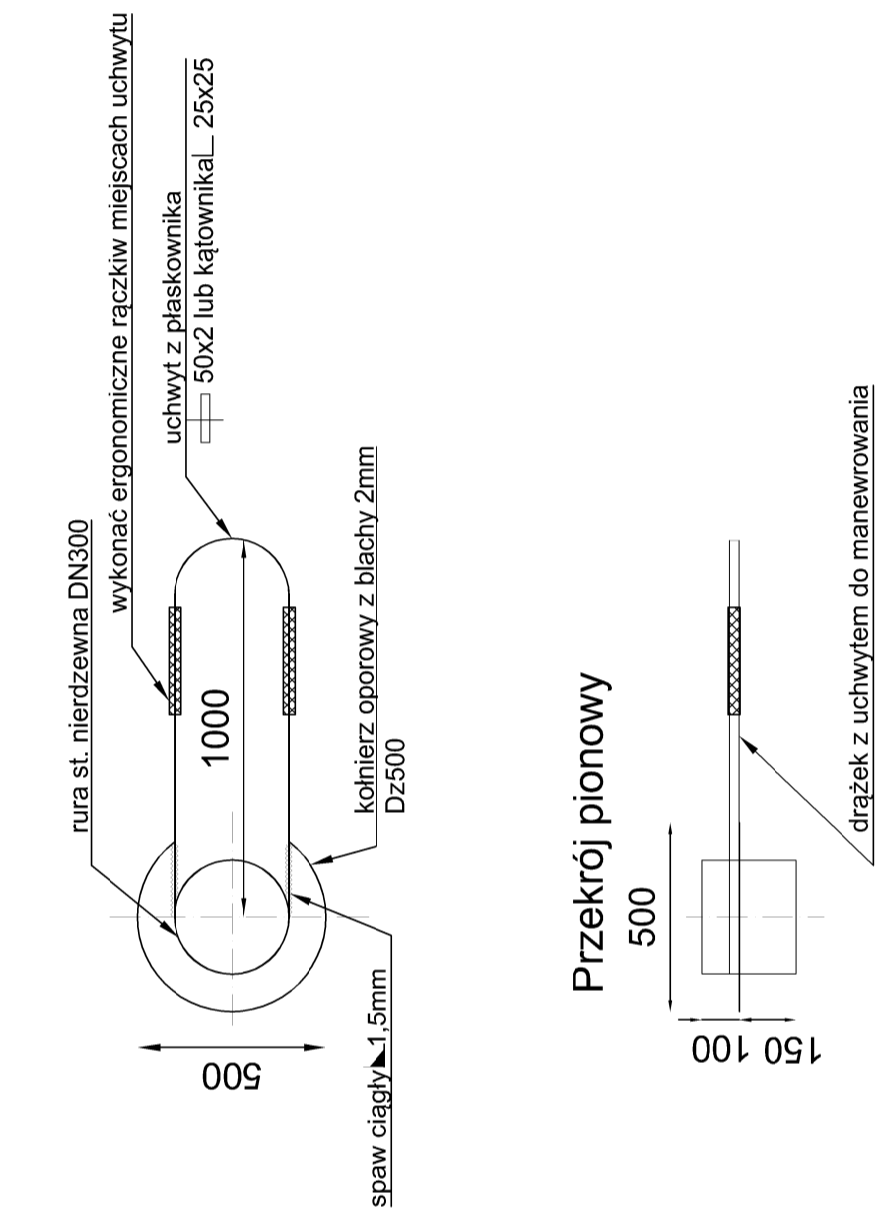 rura st. nierdzewna DN300
wykonać ergonomiczne rączkiw miejscach uchwytu
uchwyt z płaskownika
50x2 lub kątownika 25x25
1000
500
kołnierz oporowy z blachy 2mm
Dz500
spaw ciągły 1,5mm
Przekrój pionowy
500
100
150
drążek z uchwytem do manewrowania